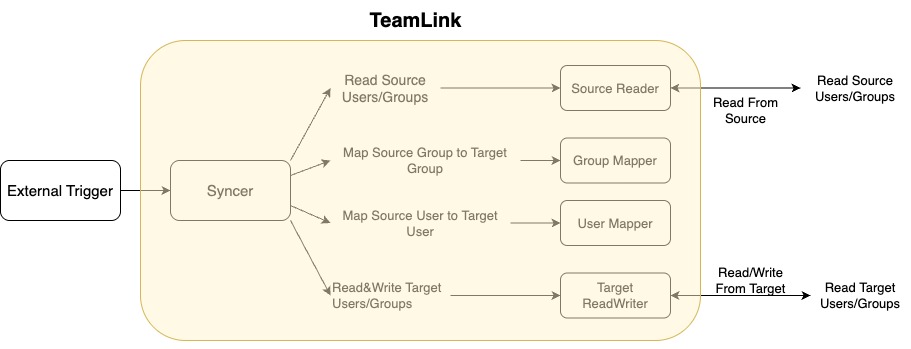 TeamLink
External Trigger
Syncer
Read Source
Users/Groups
Source Reader
Read From
Source
Read Source
Users/Groups
Map Source Group to Target
Group
Group Mapper
Map Source User to Target
User
User Mapper
Read&Write Target
Users/Groups
Target
ReadWriter
Read/Write
From Target
Read Target
Users/Groups